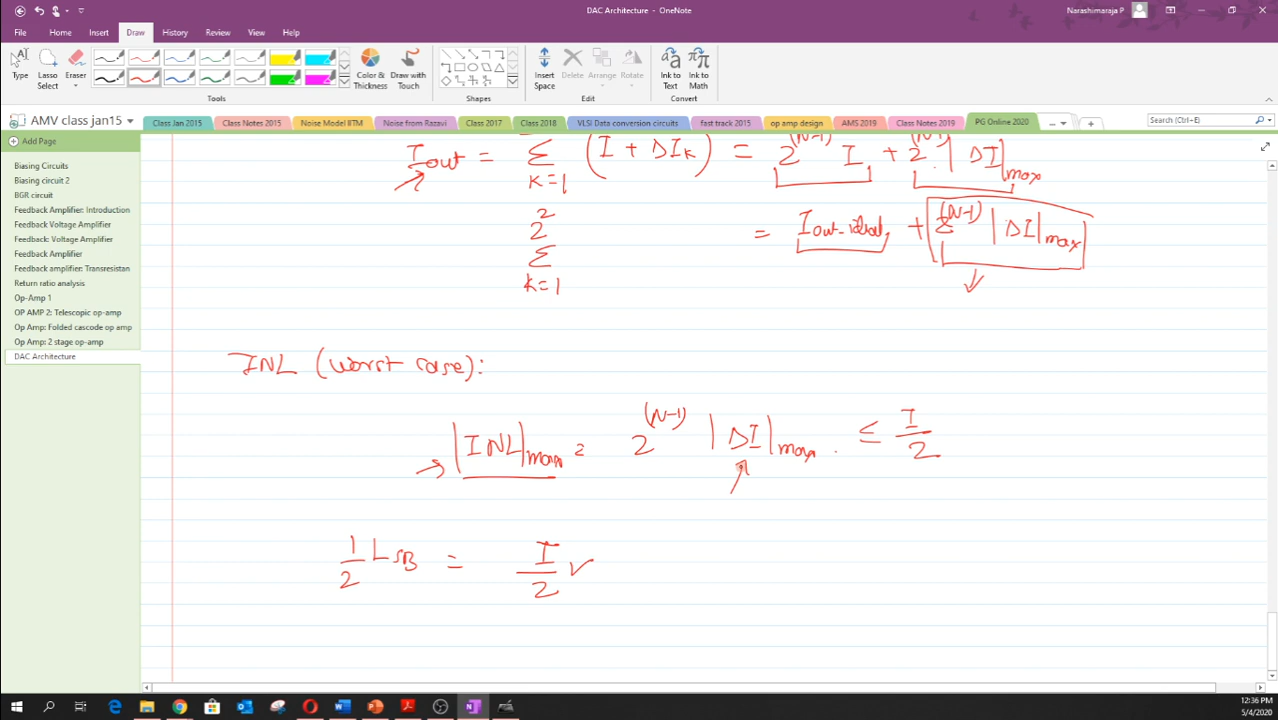 DAC Architecture - OneNote
Narashimaraja P
File Home Insert Draw History Review View Help
Type
Lasso Select
Eraser
Color & Thickness
Draw with Touch
Insert Space
Delete
Arrange
Rotate
Ink to Text
Ink to Math
Tools
Shapes
Edit
Convert
AMV class jan15
Class Jan 2015
Class Notes 2015
Noise Model IITM
Noise from Razavi
Class 2017
Class 2018
VLSI Data conversion circuits
fast track 2015
op amp design
AMS 2019
Class Notes 2019
PG Online 2020
Search (Ctrl+E)
Add Page
Biasing Circuits
Biasing circuit 2
BGR circuit
Feedback Amplifier: Introduction
Feedback Voltage Amplifier
Feedback: Voltage Amplifier
Feedback Amplifier
Feedback amplifier: Transresistan
Return ratio analysis
Op-Amp 1
OP AMP 2: Telescopic op-amp
Op Amp: Folded cascode op amp
Op Amp: 2 stage op-amp
DAC Architecture
Iout = Σ k=1 (I + ΔIk) = 2^(N-1) I + 2^(N-1) |ΔI|max
2^2 Σ k=1
= Iout-ideal + 2^(N-1) |ΔI|max
INL (worst case):
|INL|max = 2^(N-1) |ΔI|max ≤ I/2
1/2 LSB = I/2
12:36 PM
5/4/2020